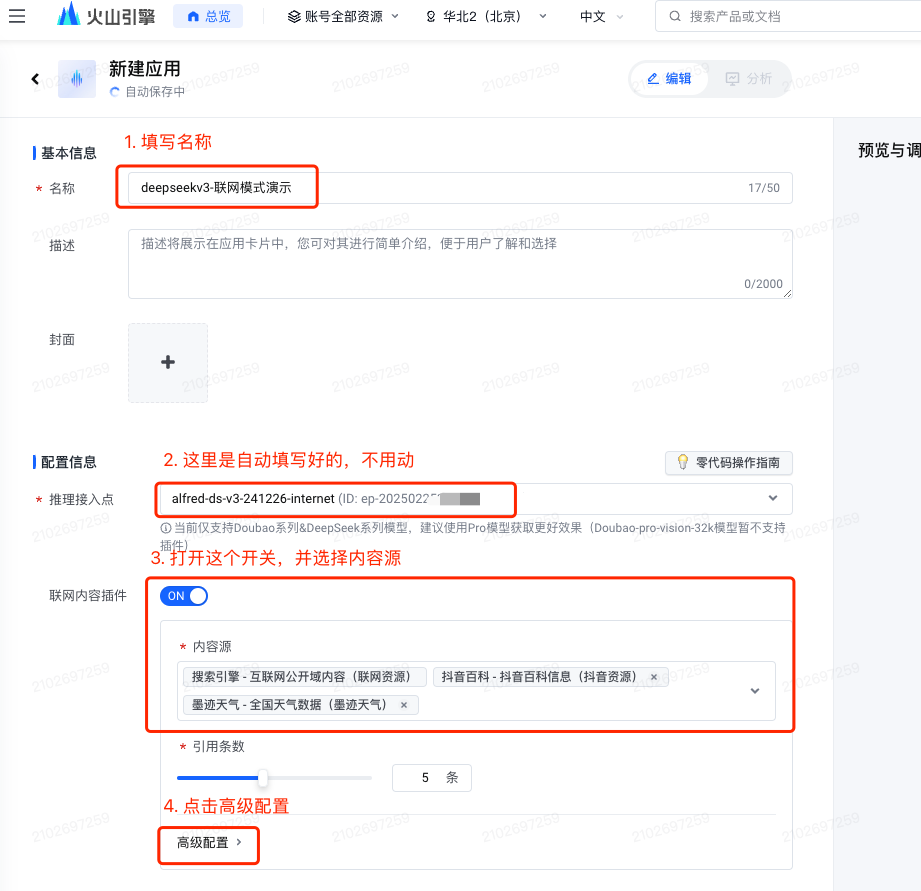 火山引擎 总览 账号全部资源 华北2（北京） 中文 搜索产品或文档
新建应用
自动保存中
编辑 分析
1. 填写名称
基本信息
预览与调
* 名称 deepseekv3-联网模式演示 17/50
描述 描述将展示在应用卡片中，您可对其进行简单介绍，便于用户了解和选择
0/2000
封面
+
2. 这里是自动填写好的，不用动
配置信息
零代码操作指南
* 推理接入点 alfred-ds-v3-241226-internet (ID: ep-2025022
当前仅支持Doubao系列&DeepSeek系列模型，建议使用Pro模型获取更好效果（Doubao-pro-vision-32k模型暂不支持
插件）
3. 打开这个开关，并选择内容源
联网内容插件 ON
* 内容源
搜索引擎 - 互联网公开域内容（联网资源） 抖音百科 - 抖音百科信息（抖音资源） ×
墨迹天气 - 全国天气数据（墨迹天气） ×
* 引用条数
5 条
4. 点击高级配置
高级配置 >
2102697259